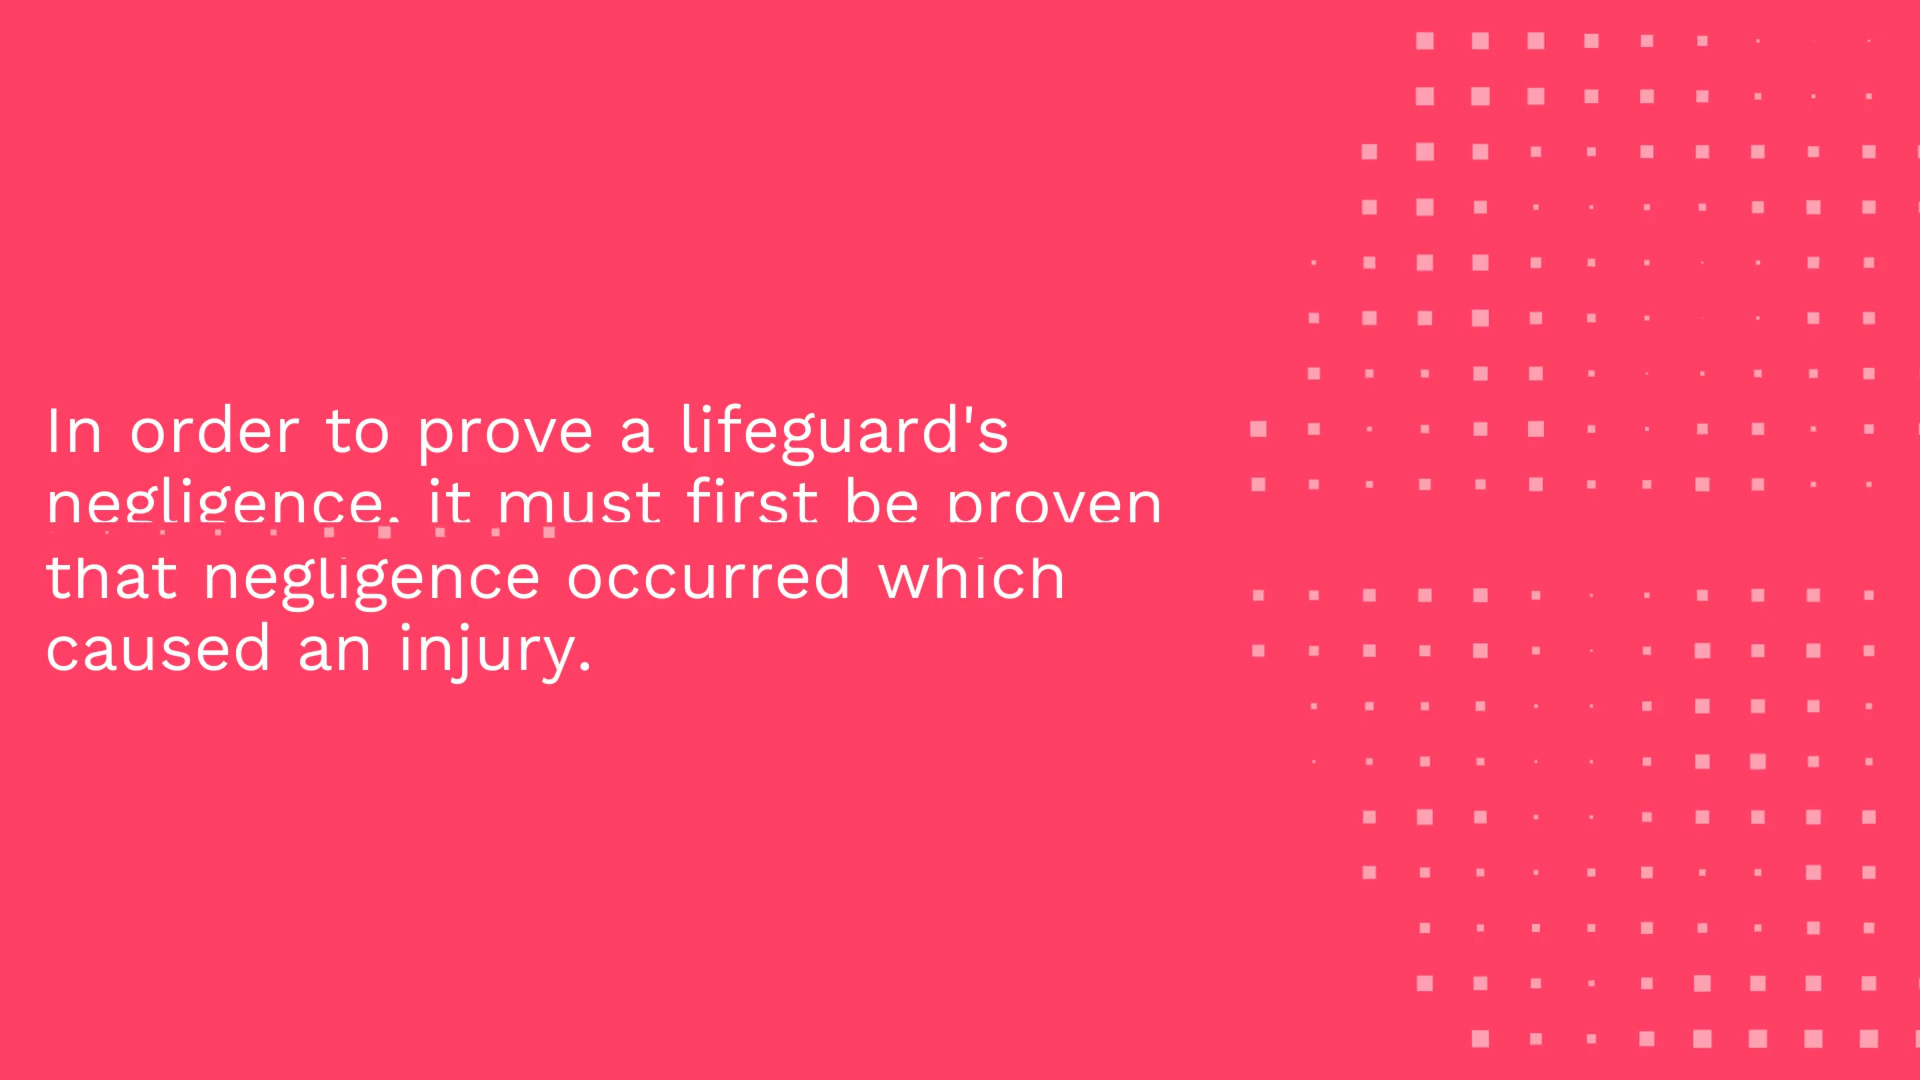 In order to prove a lifeguard's
negligence, it must first be proven
that negligence occurred which
caused an injury.